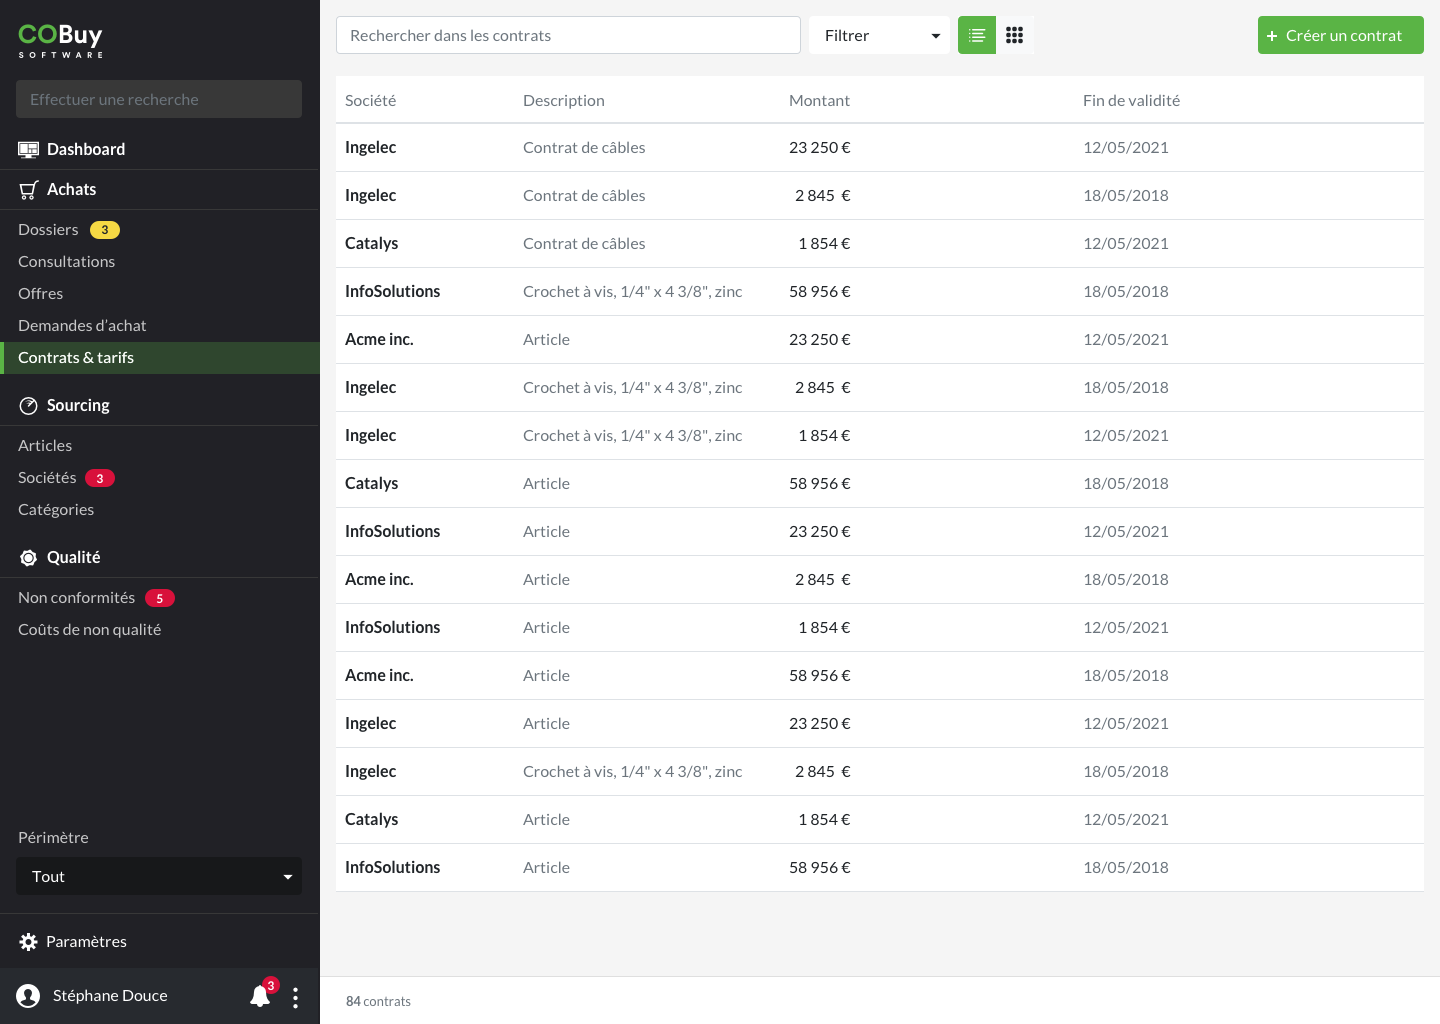 COBuy
SOFTWARE
Effectuer une recherche
Dashboard
Achats
Dossiers 3
Consultations
Offres
Demandes d’achat
Contrats & tarifs
Sourcing
Articles
Sociétés 3
Catégories
Qualité
Non conformités 5
Coûts de non qualité
Périmètre
Tout
Paramètres
Stéphane Douce 3
Rechercher dans les contrats Filtrer + Créer un contrat
Société Description Montant Fin de validité
Ingelec Contrat de câbles 23 250 € 12/05/2021
Ingelec Contrat de câbles 2 845 € 18/05/2018
Catalys Contrat de câbles 1 854 € 12/05/2021
InfoSolutions Crochet à vis, 1/4" x 4 3/8", zinc 58 956 € 18/05/2018
Acme inc. Article 23 250 € 12/05/2021
Ingelec Crochet à vis, 1/4" x 4 3/8", zinc 2 845 € 18/05/2018
Ingelec Crochet à vis, 1/4" x 4 3/8", zinc 1 854 € 12/05/2021
Catalys Article 58 956 € 18/05/2018
InfoSolutions Article 23 250 € 12/05/2021
Acme inc. Article 2 845 € 18/05/2018
InfoSolutions Article 1 854 € 12/05/2021
Acme inc. Article 58 956 € 18/05/2018
Ingelec Article 23 250 € 12/05/2021
Ingelec Crochet à vis, 1/4" x 4 3/8", zinc 2 845 € 18/05/2018
Catalys Article 1 854 € 12/05/2021
InfoSolutions Article 58 956 € 18/05/2018
84 contrats